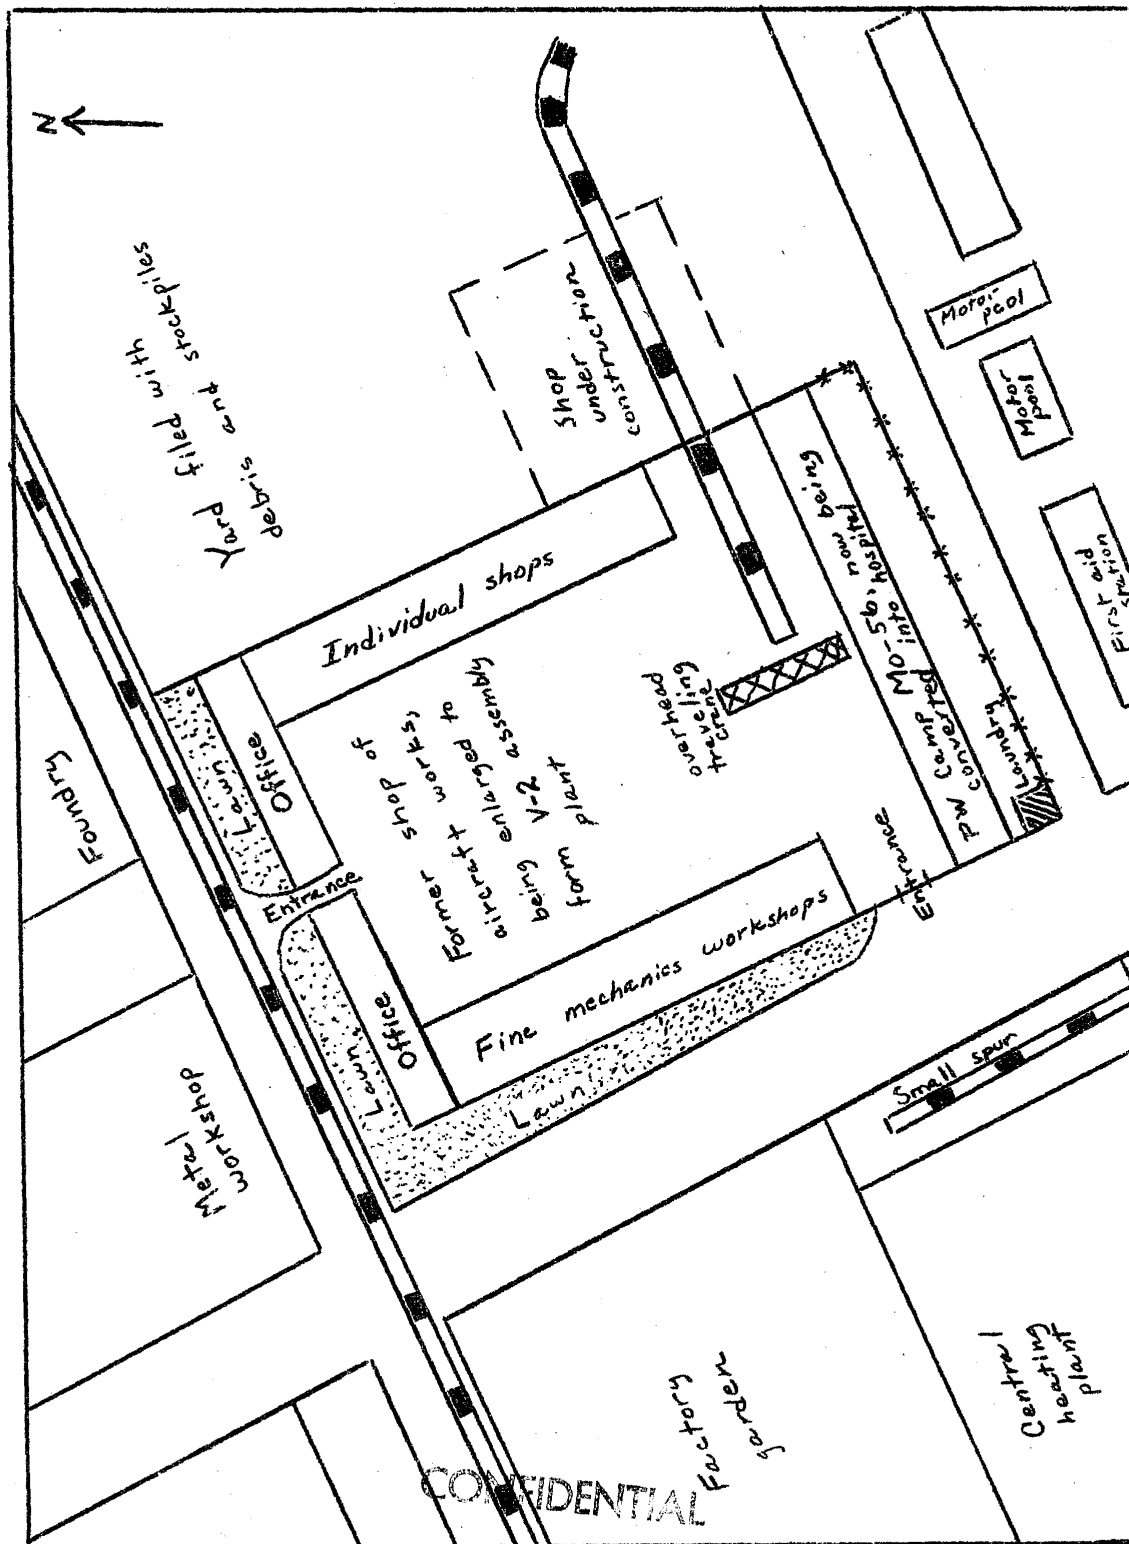 N
Yard filed with
debris and stockpiles
Shop
under
construction
Motor
pool
Motor
pool
First aid
station
Foundry
Lawn
Office
Individual shops
Entrance
Former shop of
aircraft works,
being enlarged to
being V-2 assembly
form plant
overhead
traveling
crane
PW Camp MO-56, now being
converted into hospital
Laundry
Entrance
Lawn
Office
Fine mechanics workshops
Lawn
Metal
workshop
Small spur
Factory
garden
Central
heating
plant
CONFIDENTIAL